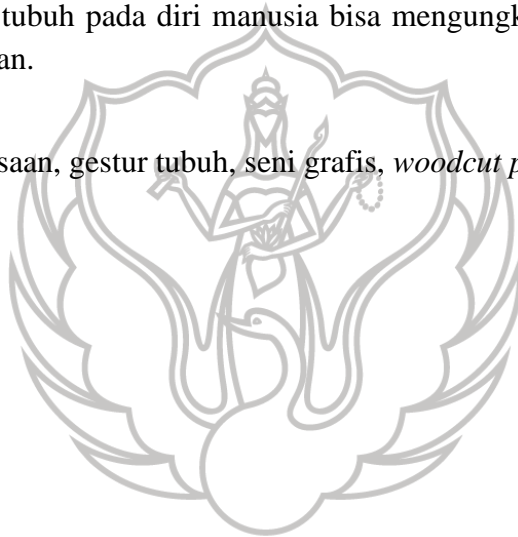 tubuh pada diri manusia bisa mengungk
an.
saan, gestur tubuh, seni grafis, woodcut p